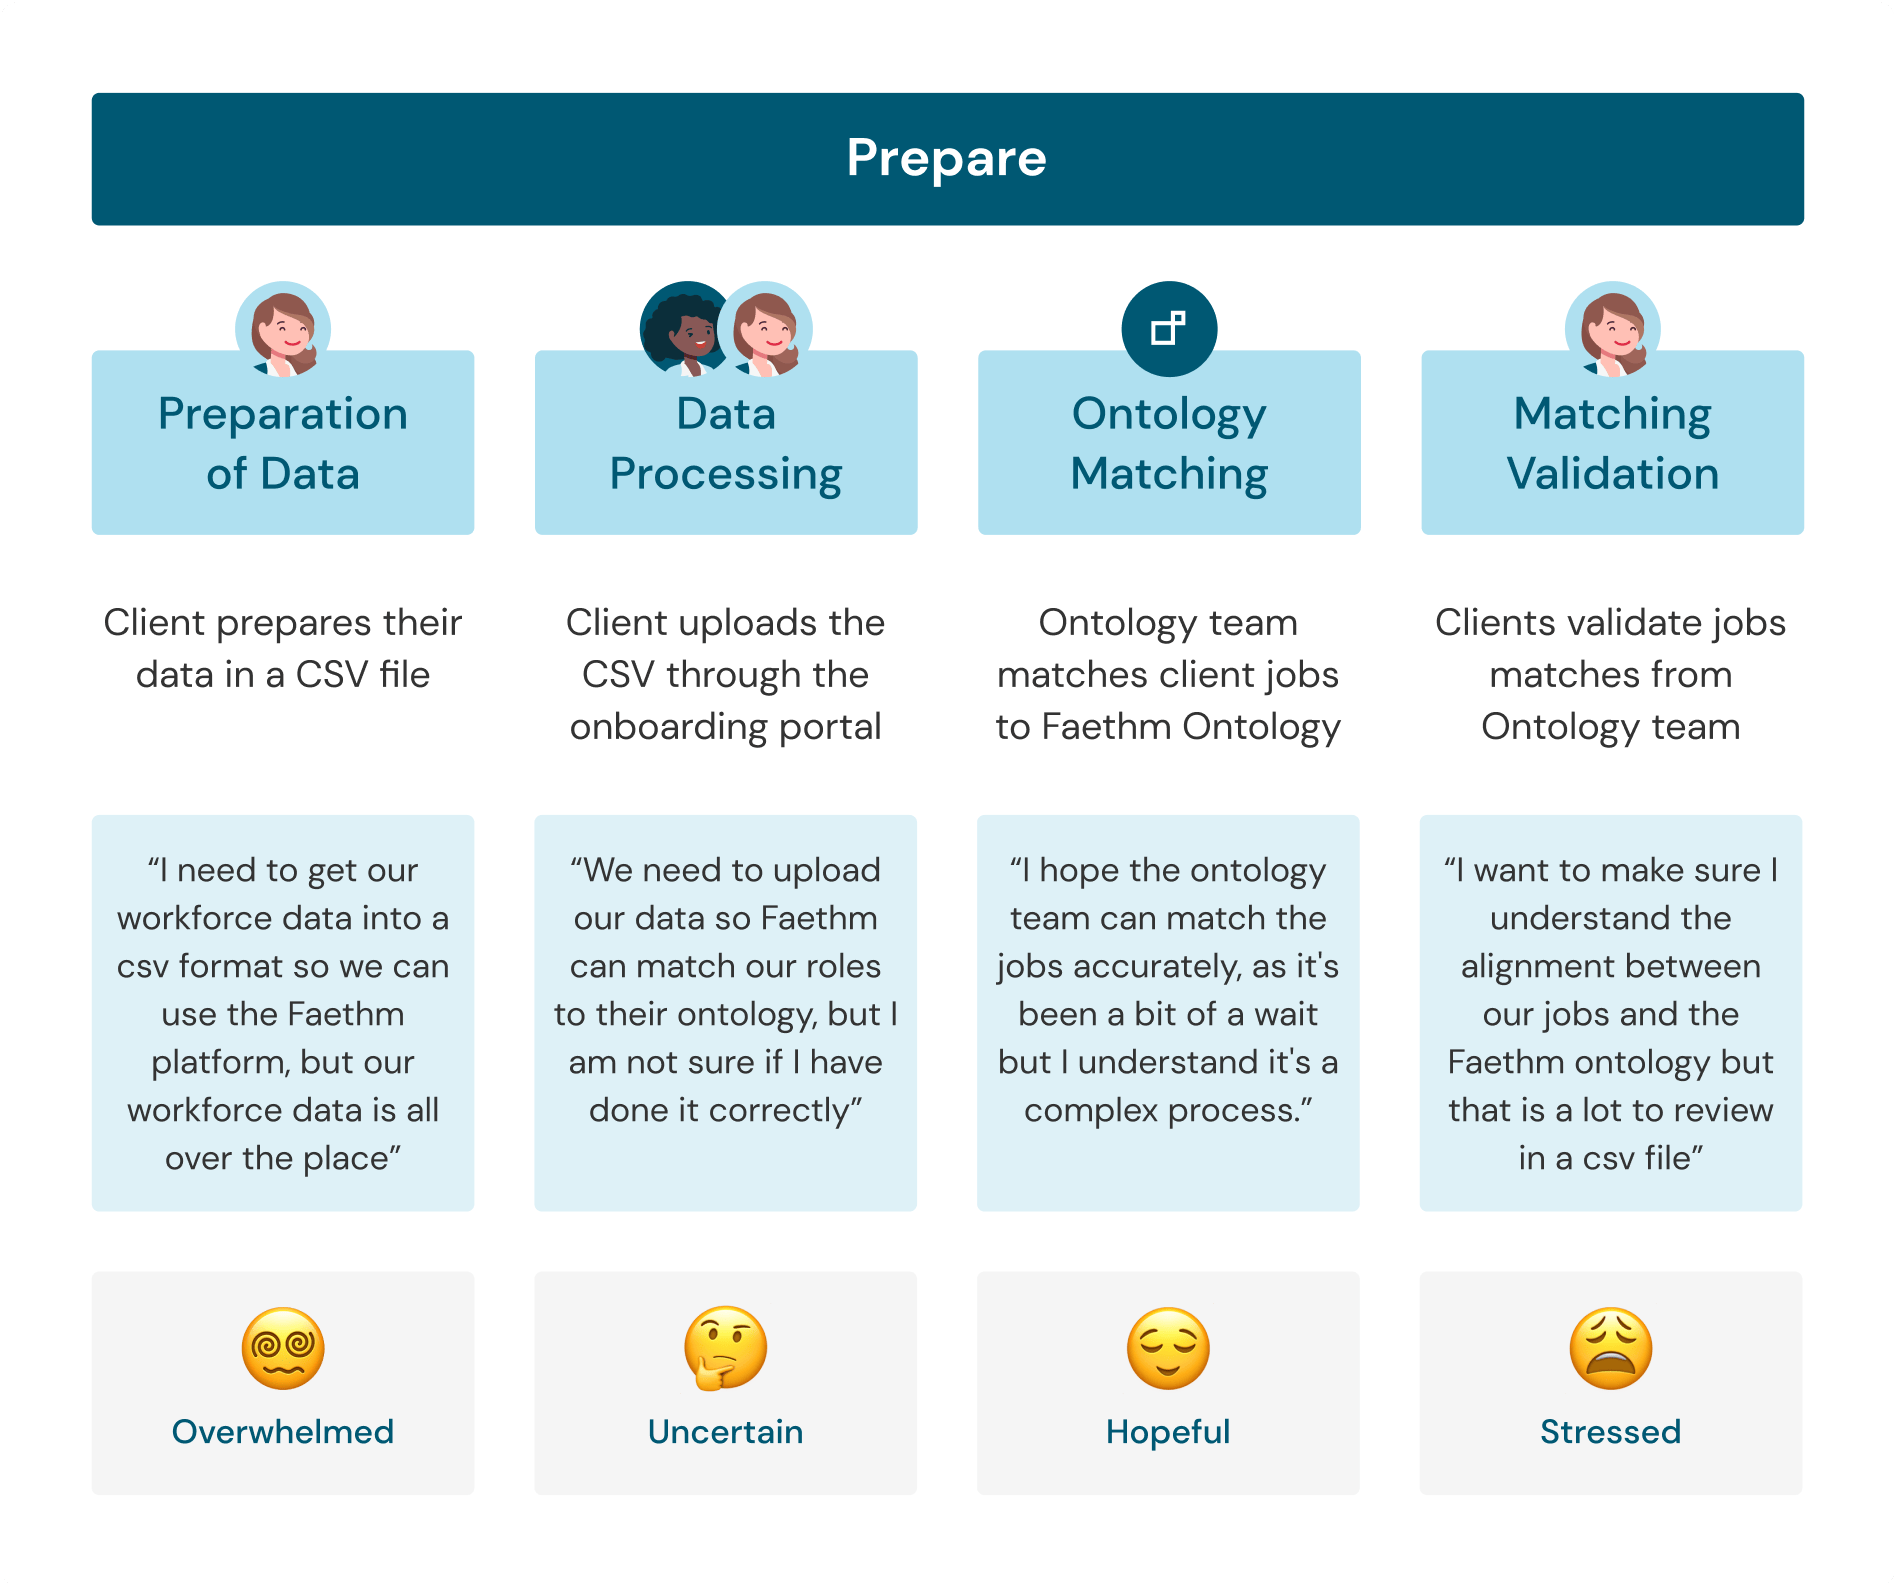 Prepare
Preparation
of Data
Client prepares their
data in a CSV file
“I need to get our
workforce data into a
csv format so we can
use the Faethm
platform, but our
workforce data is all
over the place”
Overwhelmed
Data
Processing
Client uploads the
CSV through the
onboarding portal
“We need to upload
our data so Faethm
can match our roles
to their ontology, but I
am not sure if I have
done it correctly”
Uncertain
Ontology
Matching
Ontology team
matches client jobs
to Faethm Ontology
“I hope the ontology
team can match the
jobs accurately, as it's
been a bit of a wait
but I understand it's a
complex process.”
Hopeful
Matching
Validation
Clients validate jobs
matches from
Ontology team
“I want to make sure I
understand the
alignment between
our jobs and the
Faethm ontology but
that is a lot to review
in a csv file”
Stressed